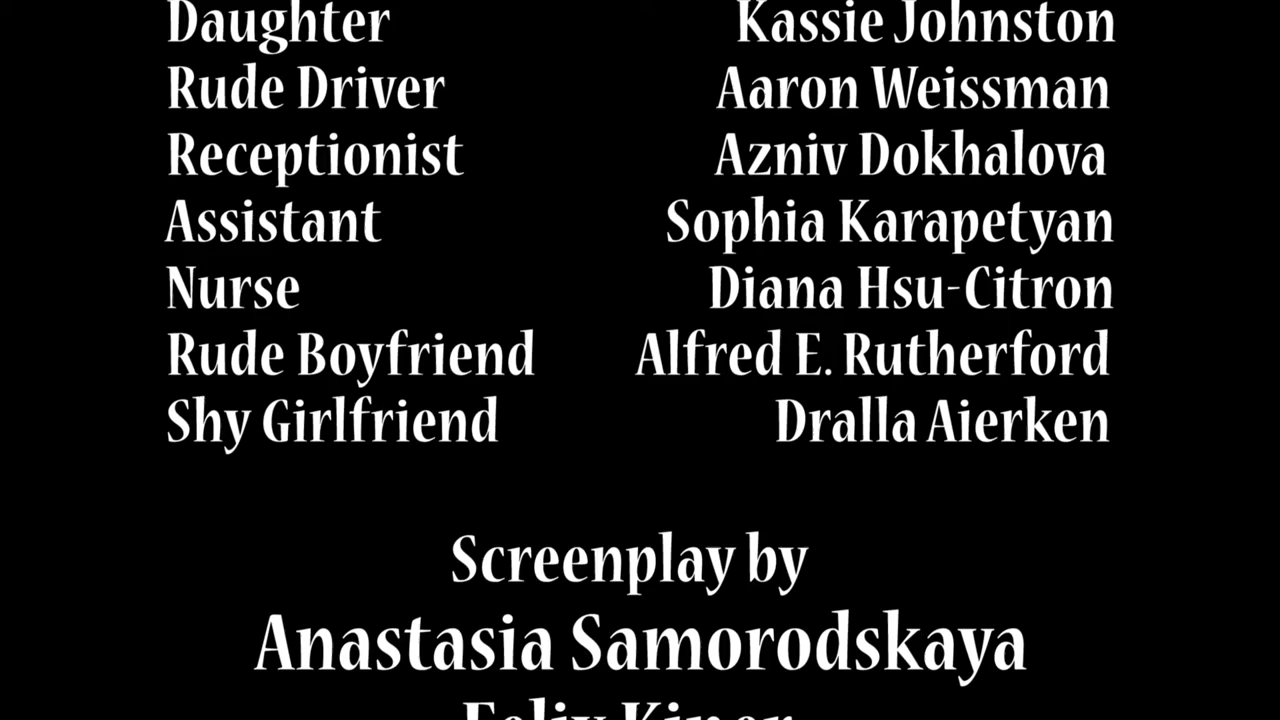 Daughter Kassie Johnston
Rude Driver Aaron Weissman
Receptionist Azniv Dokhalova
Assistant Sophia Karapetyan
Nurse Diana Hsu-Citron
Rude Boyfriend Alfred E. Rutherford
Shy Girlfriend Dralla Aierken
Screenplay by
Anastasia Samorodskaya
Felix